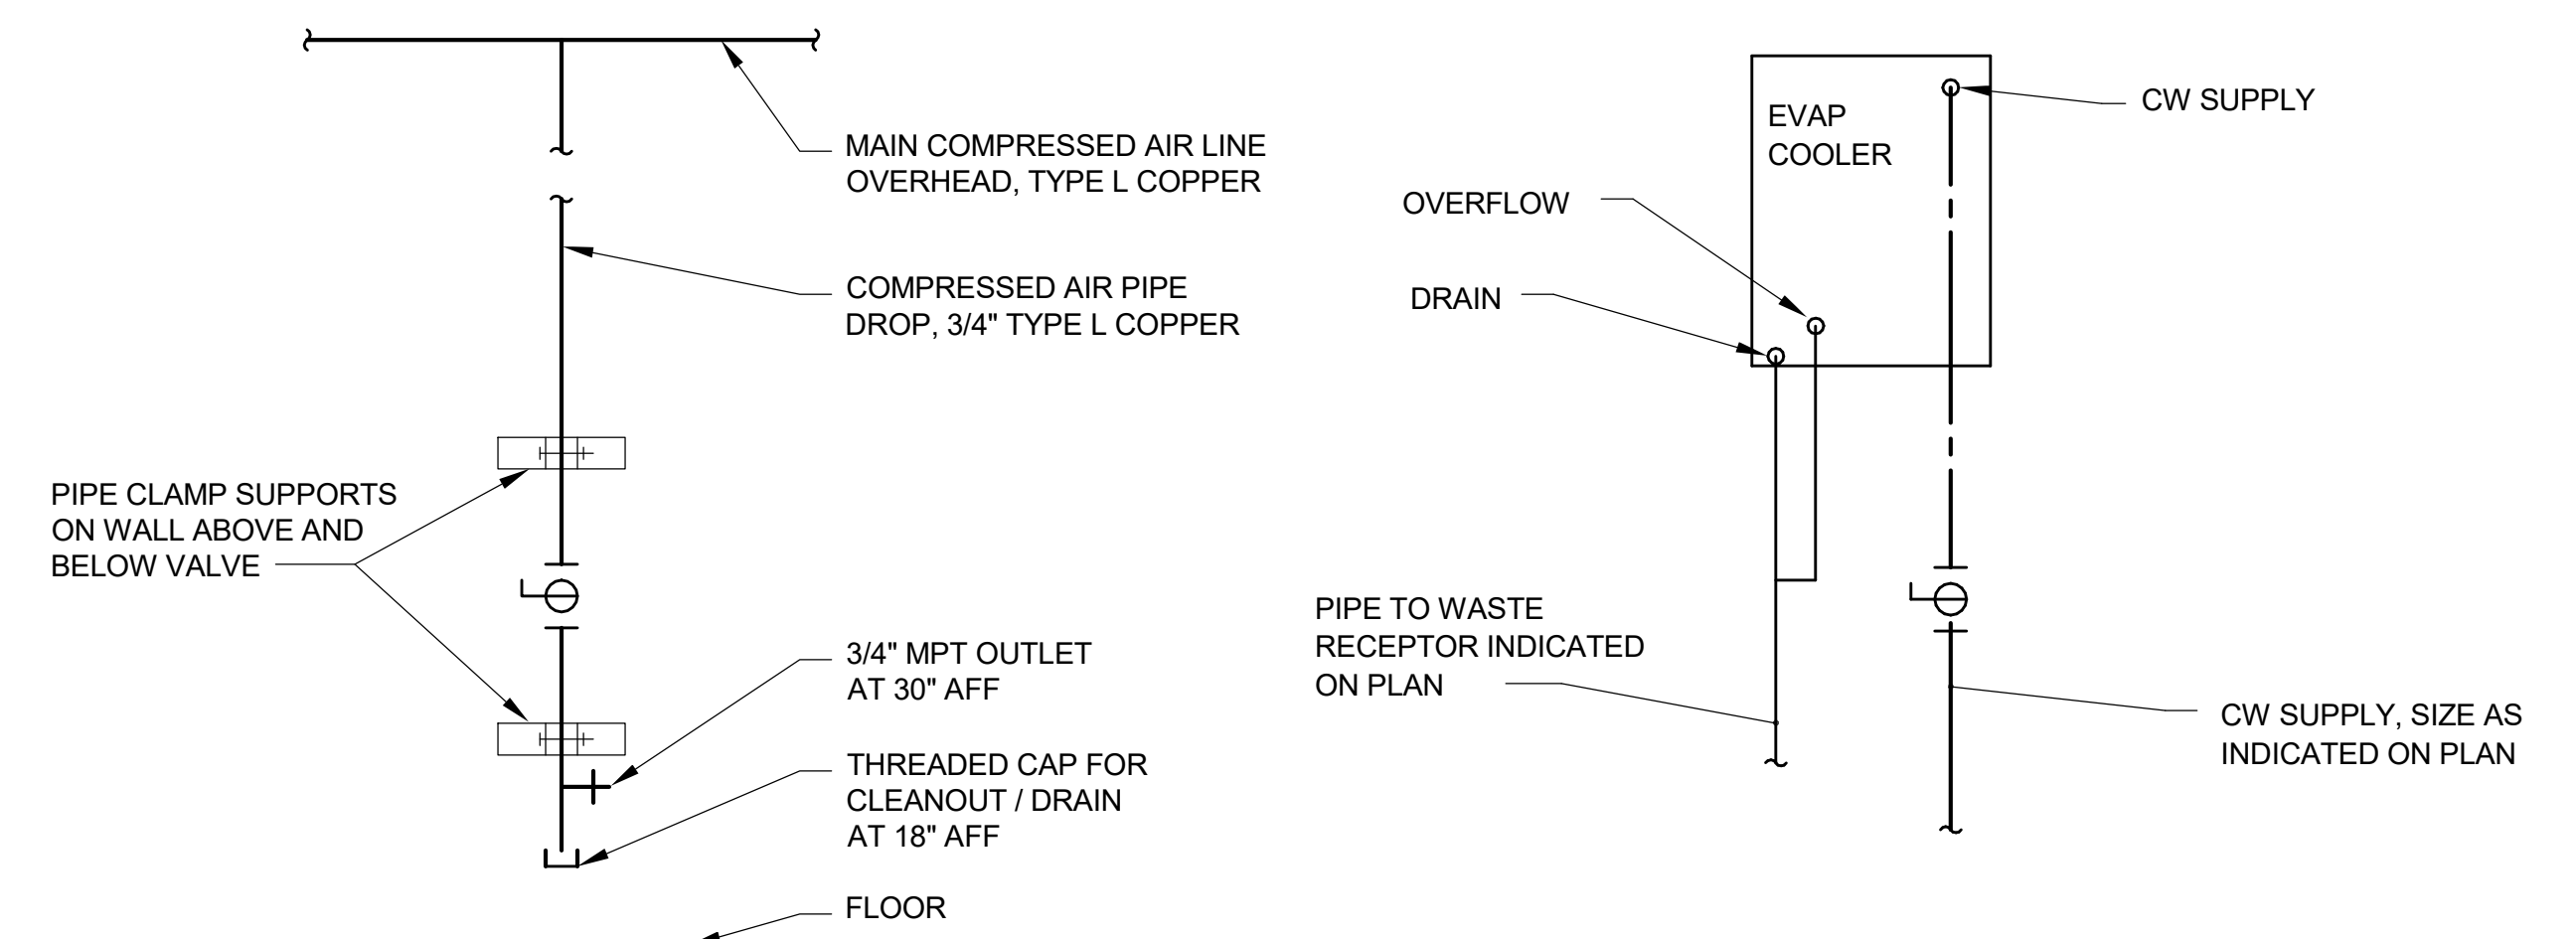 MAIN COMPRESSED AIR LINE
OVERHEAD, TYPE L COPPER
COMPRESSED AIR PIPE
DROP, 3/4" TYPE L COPPER
PIPE CLAMP SUPPORTS
ON WALL ABOVE AND
BELOW VALVE
3/4" MPT OUTLET
AT 30" AFF
THREADED CAP FOR
CLEANOUT / DRAIN
AT 18" AFF
FLOOR
EVAP
COOLER
CW SUPPLY
OVERFLOW
DRAIN
PIPE TO WASTE
RECEPTOR INDICATED
ON PLAN
CW SUPPLY, SIZE AS
INDICATED ON PLAN